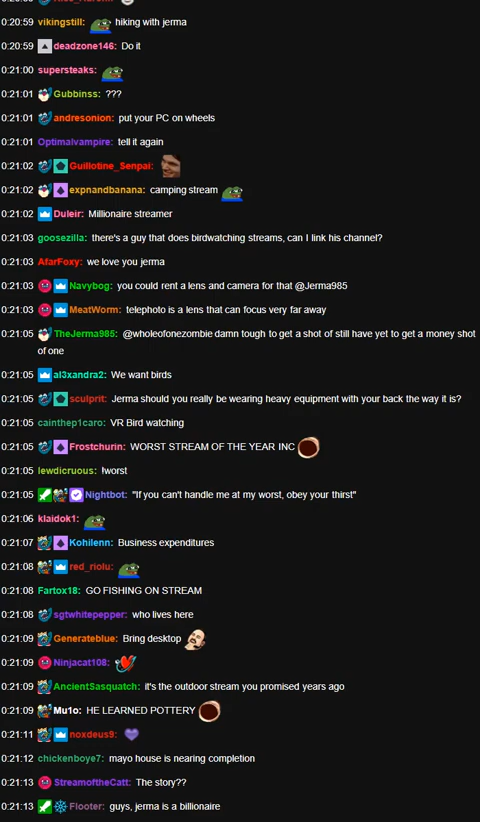 0:20:59 vikingstill: hiking with jerma
0:20:59 deadzone146: Do it
0:21:00 supersteaks:
0:21:01 Gubbinss: ???
0:21:01 andresonion: put your PC on wheels
0:21:01 Optimalvampire: tell it again
0:21:02 Guillotine_Senpai:
0:21:02 expnandbanana: camping stream
0:21:02 Duleir: Millionaire streamer
0:21:03 goosezilla: there's a guy that does birdwatching streams, can I link his channel?
0:21:03 AfarFoxy: we love you jerma
0:21:03 Navybog: you could rent a lens and camera for that @Jerma985
0:21:03 MeatWorm: telephoto is a lens that can focus very far away
0:21:05 TheJerma985: @wholeofonezombie damn tough to get a shot of still have yet to get a money shot
of one
0:21:05 al3xandra2: We want birds
0:21:05 sculprit: Jerma should you really be wearing heavy equipment with your back the way it is?
0:21:05 cainthep1caro: VR Bird watching
0:21:05 Frostchurin: WORST STREAM OF THE YEAR INC
0:21:05 lewdicruous: !worst
0:21:05 Nightbot: "If you can't handle me at my worst, obey your thirst"
0:21:06 klaidok1:
0:21:07 Kohilenn: Business expenditures
0:21:08 red_riolu:
0:21:08 Fartox18: GO FISHING ON STREAM
0:21:08 sgtwhitepepper: who lives here
0:21:09 Generateblue: Bring desktop
0:21:09 Ninjacat108:
0:21:09 AncientSasquatch: it's the outdoor stream you promised years ago
0:21:09 Mu1o: HE LEARNED POTTERY
0:21:11 noxdeus9:
0:21:12 chickenboye7: mayo house is nearing completion
0:21:13 StreamoftheCatt: The story??
0:21:13 Flooter: guys, jerma is a billionaire